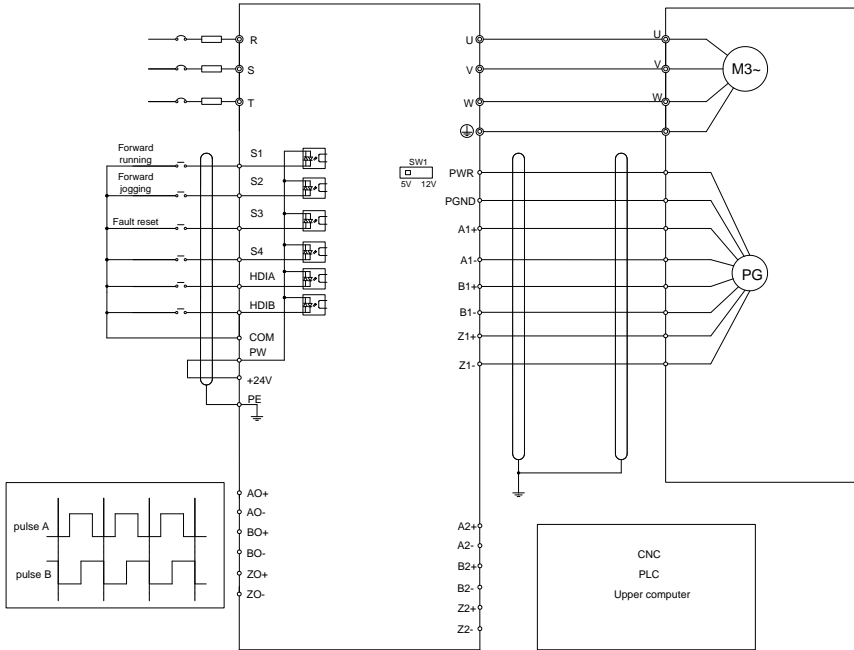 R
S
T
U
V
W
U
V
W
M3~
Forward
running
Forward
jogging
Fault reset
S1
S2
S3
S4
HDIA
HDIB
COM
PW
+24V
PE
SW1
5V 12V
PWR
PGND
A1+
A1-
B1+
B1-
Z1+
Z1-
PG
AO+
AO-
BO+
BO-
ZO+
ZO-
pulse A
pulse B
A2+
A2-
B2+
B2-
Z2+
Z2-
CNC
PLC
Upper computer